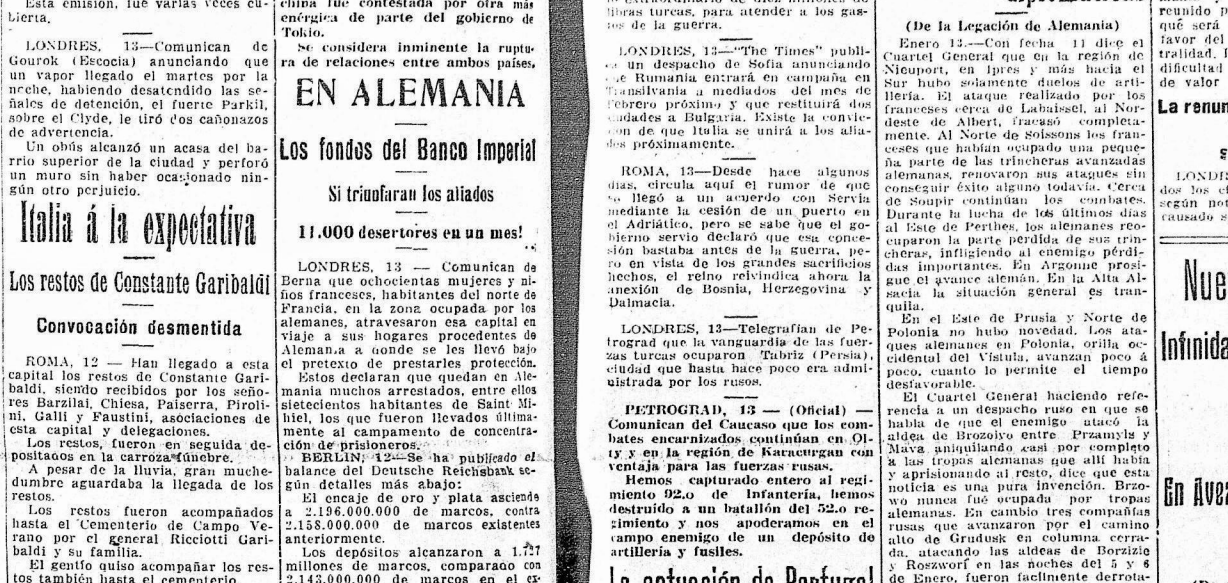 Esta emisión, fué varias veces cu-
bierta.
LONDRES, 13—Comunican de
Gourok (Escocia) anunciando que
un vapor llegado el martes por la
noche, habiendo desatendido las se-
ñales de detención, el fuerte Parkil,
sobre el Clyde, le tiró dos cañonazos
de advertencia.
Un obús alcanzó un acasa del ba-
rrio superior de la ciudad y perforó
un muro sin haber ocasionado nin-
gún otro perjuicio.
Italia á la expectativa
Los restos de Constante Garibaldi
Convocación desmentida
ROMA, 12 — Han llegado a esta
capital los restos de Constante Gari-
baldi, siendo recibidos por los seño-
res Barzilai, Chiesa, Paiserra, Piroli-
ni, Galli y Faustini, asociaciones de
esta capital y delegaciones.
Los restos, fueron en seguida de-
positados en la carroza fúnebre.
A pesar de la lluvia, gran muche-
dumbre aguardaba la llegada de los
restos.
Los restos fueron acompañados
hasta el Cementerio de Campo Ve-
rano por el general Ricciotti Gari-
baldi y su familia.
El gentío quiso acompañar los res-
tos también hasta el cementerio.
china fué contestada por otra más
enérgica de parte del gobierno de
Tokio.
Se considera inminente la ruptu-
ra de relaciones entre ambos países.
EN ALEMANIA
Los fondos del Banco Imperial
Si triunfaran los aliados
11.000 desertores en un mes!
LONDRES, 13 — Comunican de
Berna que ochocientas mujeres y ni-
ños franceses, habitantes del norte de
Francia, en la zona ocupada por los
alemanes, atravesaron esa capital en
viaje a sus hogares procedentes de
Alemania a donde se les llevó bajo
el pretexto de prestarles protección.
Estos declaran que quedan en Ale-
mania muchos arrestados, entre ellos
sietecientos habitantes de Saint Mi-
hiel, los que fueron llevados última-
mente al campamento de concentra-
ción de prisioneros.
BERLIN, 12—Se ha publicado el
balance del Deutsche Reichsbank se-
gún detalles más abajo:
El encaje de oro y plata asciende
a 2.196.000.000 de marcos, contra
2.158.000.000 de marcos existentes
anteriormente.
Los depósitos alcanzaron a 1.727
millones de marcos, comparado con
2.143.000.000 de marcos en el ex-
libras turcas, para atender a los gas-
tos de la guerra.
LONDRES, 13—"The Times" publi-
un despacho de Sofía anunciando
Rumania entrará en campaña en
Transilvania a mediados del mes de
Febrero próximo y que restituirá dos
ciudades a Bulgaria. Existe la convic-
de que Italia se unirá a los alia-
dos próximamente.
ROMA, 13—Desde hace algunos
días, circula aquí el rumor de que
se llegó a un acuerdo con Servia
mediante la cesión de un puerto en
el Adriático, pero se sabe que el go-
bierno servio declaró que esa conce-
sión bastaba antes de la guerra, pe-
ro en vista de los grandes sacrificios
hechos, el reino reivindica ahora la
anexión de Bosnia, Herzegovina y
Dalmacia.
LONDRES, 13—Telegrafían de Pe-
trograd que la vanguardia de las fuer-
zas turcas ocuparon Tabriz (Persia),
ciudad que hasta hace poco era admi-
nistrada por los rusos.
PETROGRAD, 13 — (Oficial) —
Comunican del Caucaso que los com-
bates encarnizados continúan en Ol-
ty y en la región de Karacurgan con
ventaja para las fuerzas rusas.
Hemos capturado entero al regi-
miento 92.o de Infantería, hemos
destruído a un batallón del 52.o re-
gimiento y nos apoderamos en el
campo enemigo de un depósito de
artillería y fusiles.
La actuación de Portugal
(De la Legación de Alemania)
Enero 13.—Con fecha 11 dice el
Cuartel General que en la región de
Nieuport, en Ipres y más hacia el
Sur hubo solamente duelos de arti-
llería. El ataque realizado por los
franceses cerca de Labaissel, al Nor-
deste de Albert, fracasó completa-
mente. Al Norte de Soissons los fran-
ceses que habían ocupado una peque-
ña parte de las trincheras avanzadas
alemanas, renovaron sus ataques sin
conseguir éxito alguno todavía. Cerca
de Soupir continúan los combates.
Durante la lucha de los últimos días
al Este de Perthes, los alemanes reo-
cuparon la parte perdida de sus trin-
cheras, infligiendo al enemigo pérdi-
das importantes. En Argonne prosi-
gue el avance alemán. En la Alta Al-
sacia la situación general es tran-
quila.
En el Este de Prusia y Norte de
Polonia no hubo novedad. Los ata-
ques alemanes en Polonia, orilla oc-
cidental del Vístula, avanzan poco á
poco, cuanto lo permite el tiempo
desfavorable.
El Cuartel General haciendo refe-
rencia a un despacho ruso en que se
habla de que el enemigo atacó la
aldea de Brozoivo entre Przamyla y
Mava aniquilando casi por completo
a las tropas alemanas que allí había
y aprisionando al resto, dice que esta
noticia es una pura invención. Brzo-
wo nunca fué ocupada por tropas
alemanas. En cambio tres compañías
rusas que avanzaron por el camino
alto de Grudusk en columna cerra-
da, atacando las aldeas de Borzizie
y Roszworf en las noches del 5 y 6
de Enero, fueron facilmente derrota-
reunido p
qué será
favor del
tralidad.
dificultad
de valor
La renun
LONDR
dos los
según not
causado s
Nue
Infinida
En Ava